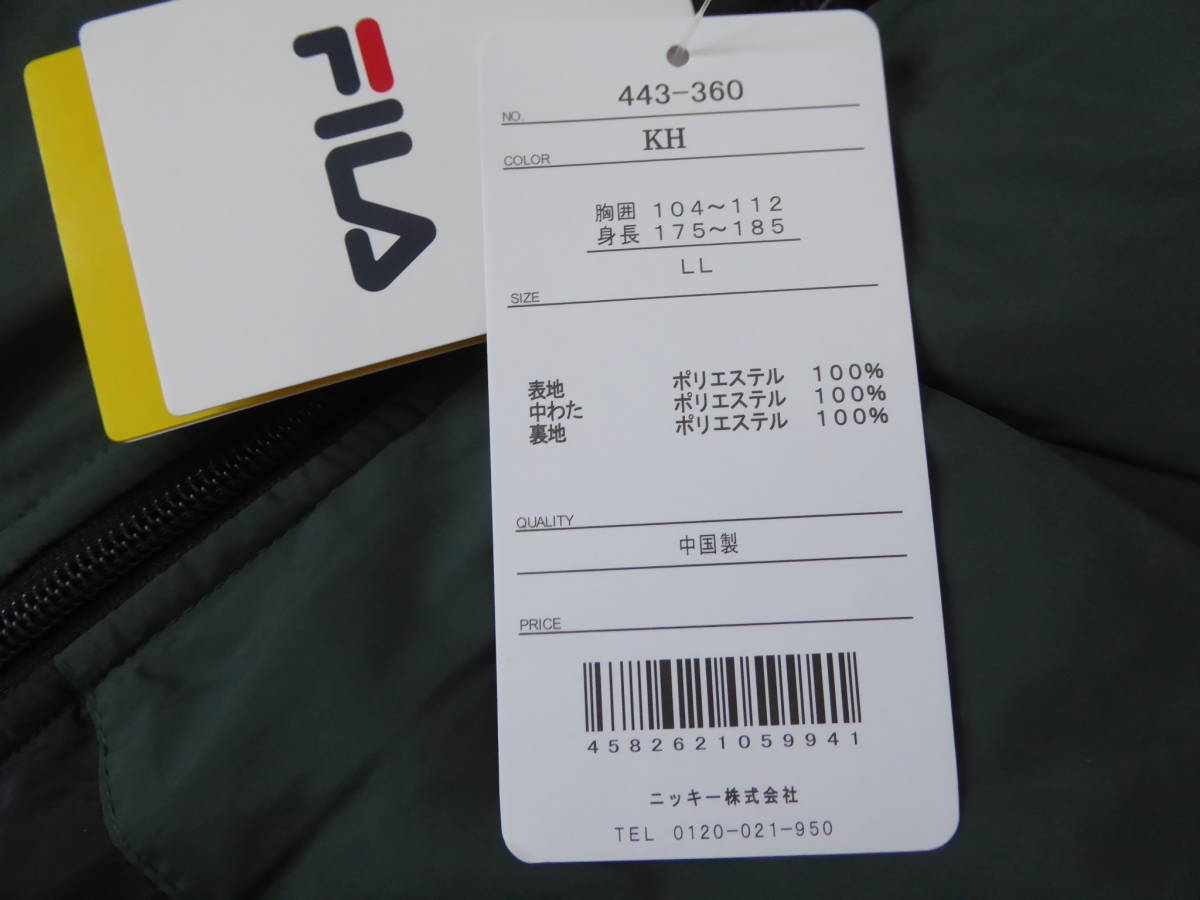 FILA
443-360
NO.
KH
COLOR
胸囲 104～112
身長 175～185
LL
SIZE
表地 ポリエステル 100%
中わた ポリエステル 100%
裏地 ポリエステル 100%
QUALITY
中国製
PRICE
4582621059941
ニッキー株式会社
TEL 0120-021-950